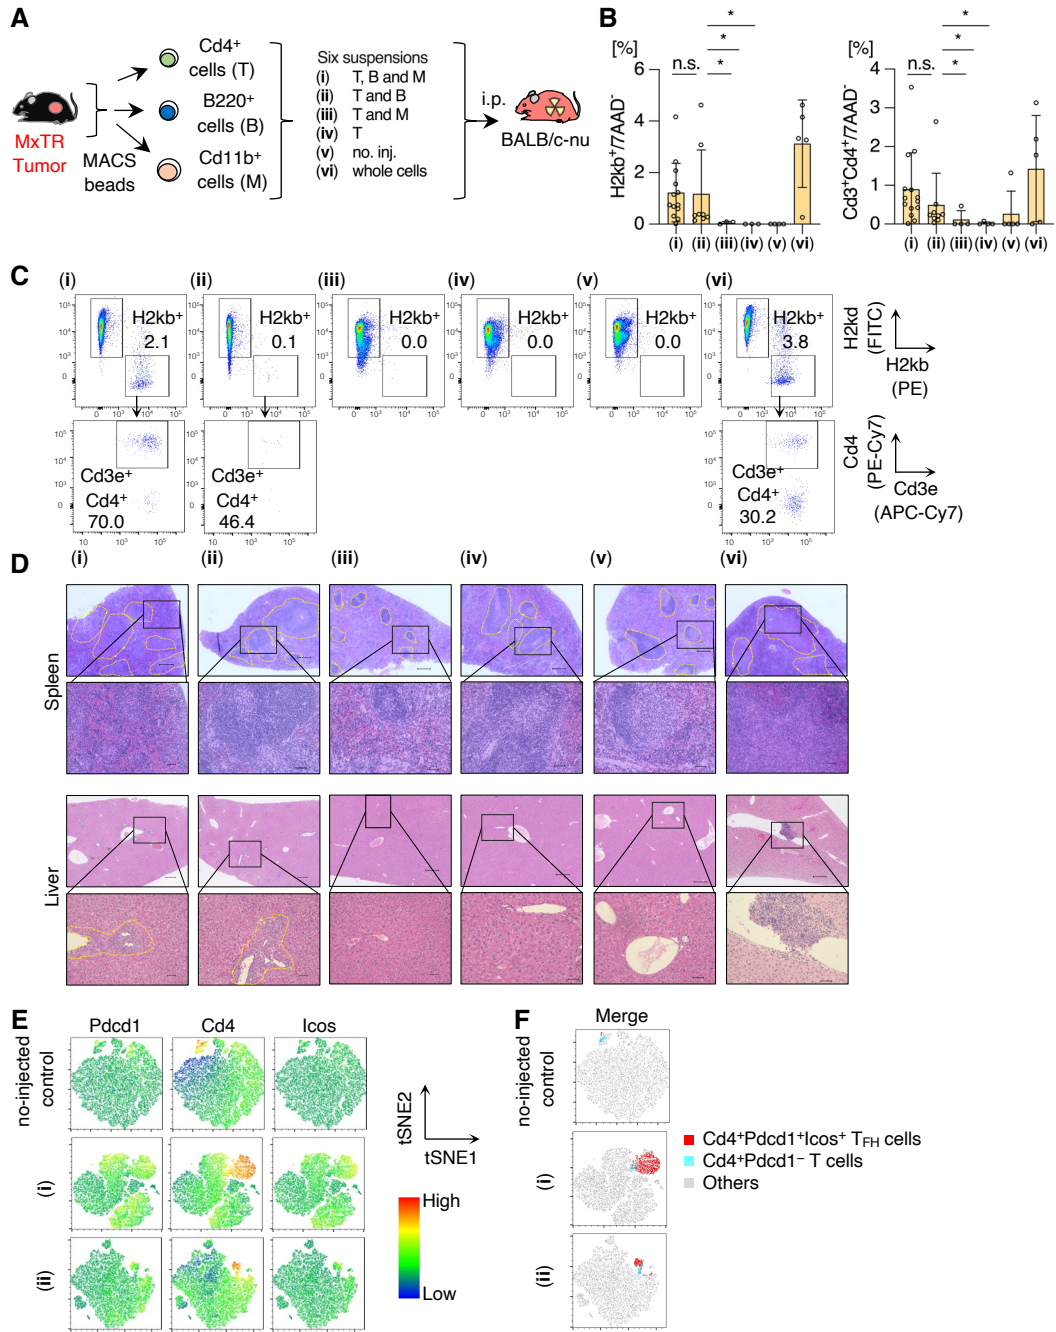 A
MxTR
Tumor
MACS
beads
Cd4+
cells (T)
B220+
cells (B)
Cd11b+
cells (M)
Six suspensions
(i) T, B and M
(ii) T and B
(iii) T and M
(iv) T
(v) no. inj.
(vi) whole cells
i.p.
BALB/c-nu
B
[%]
H2kb+/7AAD-
6
4
2
0
n.s.
*
*
*
(i) (ii) (iii) (iv) (v) (vi)
[%]
Cd3+Cd4+/7AAD-
4
3
2
1
0
n.s.
*
*
*
(i) (ii) (iii) (iv) (v) (vi)
C
(i) (ii) (iii) (iv) (v) (vi)
H2kb+
2.1
H2kb+
0.1
H2kb+
0.0
H2kb+
0.0
H2kb+
0.0
H2kb+
3.8
H2kd
(FITC)
H2kb
(PE)
Cd3e+
Cd4+
70.0
Cd3e+
Cd4+
46.4
Cd3e+
Cd4+
30.2
Cd4
(PE-Cy7)
Cd3e
(APC-Cy7)
D
(i) (ii) (iii) (iv) (v) (vi)
Spleen
Liver
E
Pdcd1 Cd4 Icos
no-injected
control
(i)
(ii)
tSNE2
tSNE1
High
Low
F
Merge
no-injected
control
(i)
(ii)
Cd4+Pdcd1+Icos+ TFH cells
Cd4+Pdcd1− T cells
Others